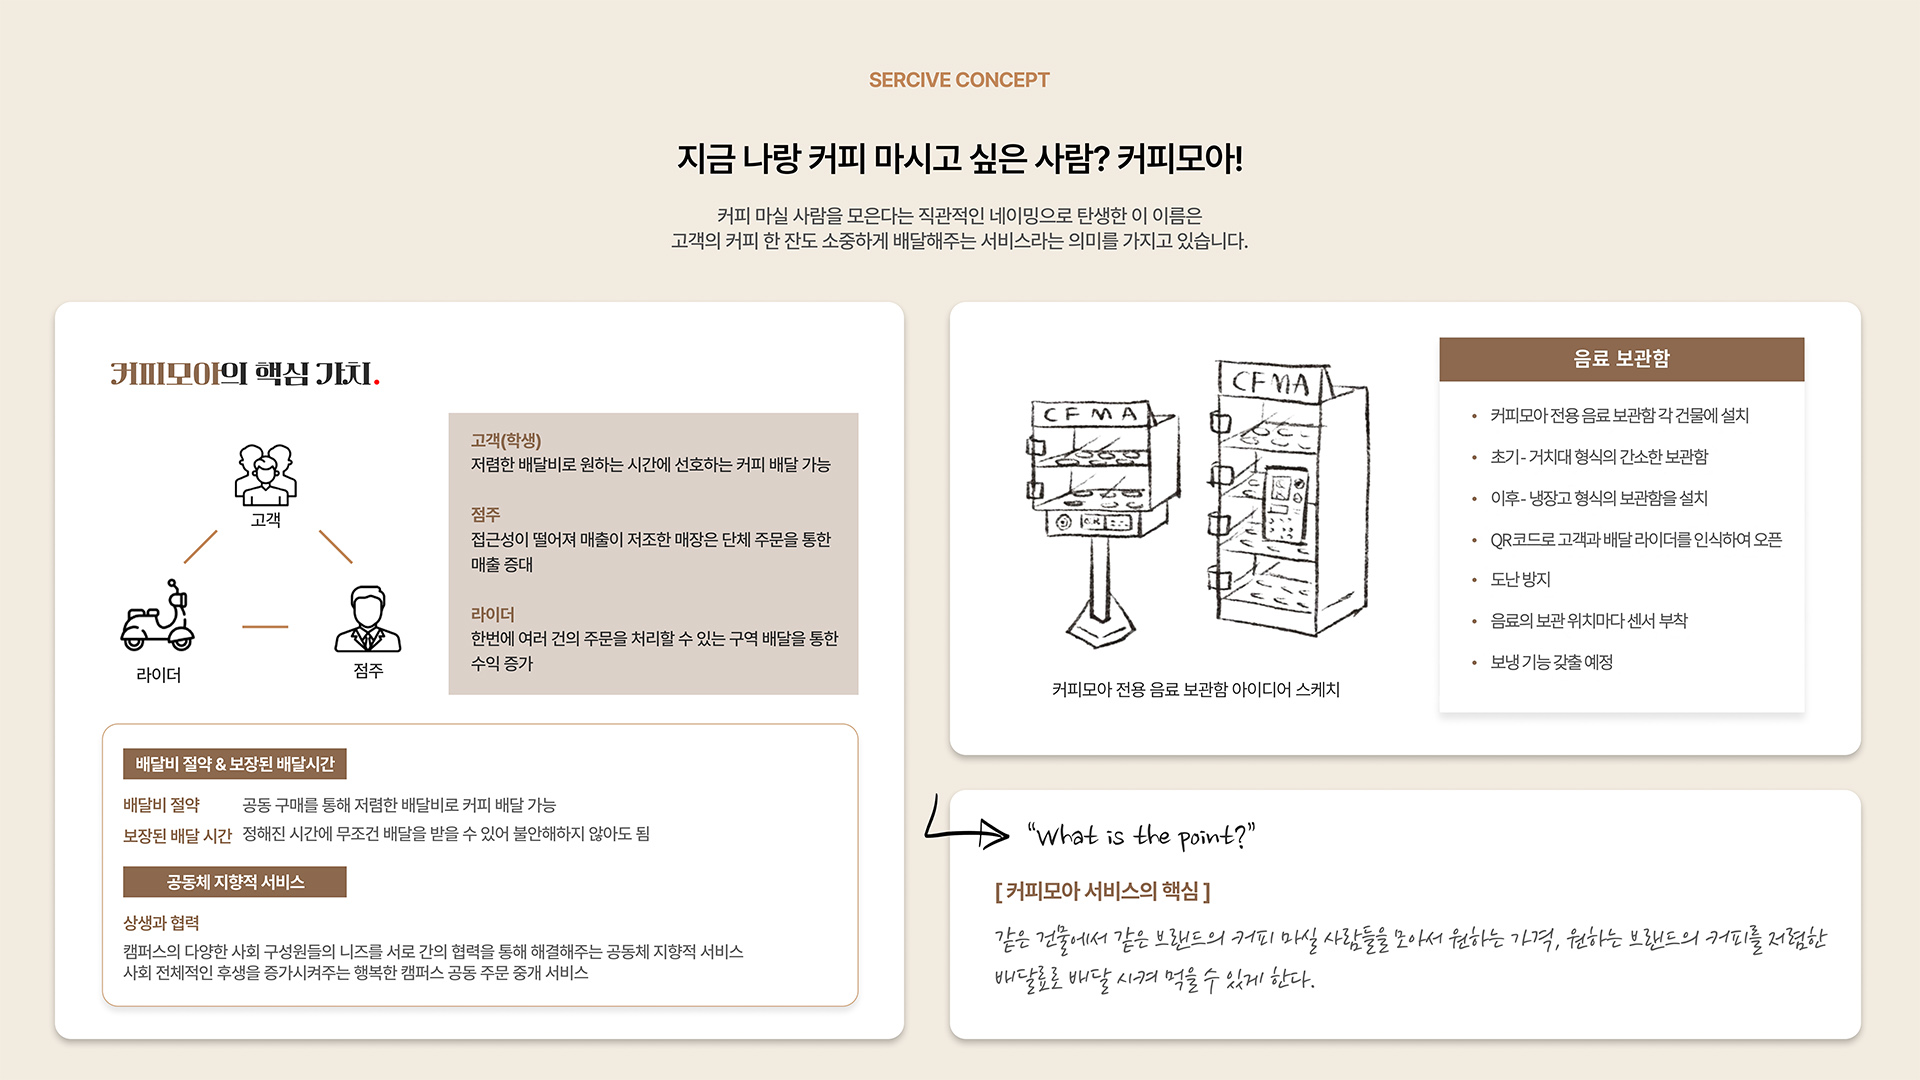 SERCIVE CONCEPT
지금 나랑 커피 마시고 싶은 사람? 커피모아!
커피 마실 사람을 모은다는 직관적인 네이밍으로 탄생한 이 이름은
고객의 커피 한 잔도 소중하게 배달해주는 서비스라는 의미를 가지고 있습니다.
커피모아의 핵심 가치.
고객
라이더
점주
고객(학생)
저렴한 배달비로 원하는 시간에 선호하는 커피 배달 가능
점주
접근성이 떨어져 매출이 저조한 매장은 단체 주문을 통한
매출 증대
라이더
한번에 여러 건의 주문을 처리할 수 있는 구역 배달을 통한
수익 증가
배달비 절약 & 보장된 배달시간
배달비 절약 공동 구매를 통해 저렴한 배달비로 커피 배달 가능
보장된 배달 시간 정해진 시간에 무조건 배달을 받을 수 있어 불안해하지 않아도 됨
공동체 지향적 서비스
상생과 협력
캠퍼스의 다양한 사회 구성원들의 니즈를 서로 간의 협력을 통해 해결해주는 공동체 지향적 서비스
사회 전체적인 후생을 증가시켜주는 행복한 캠퍼스 공동 주문 중개 서비스
CFMA
CFMA
커피모아 전용 음료 보관함 아이디어 스케치
음료 보관함
• 커피모아 전용 음료 보관함 각 건물에 설치
• 초기 - 거치대 형식의 간소한 보관함
• 이후 - 냉장고 형식의 보관함을 설치
• QR코드로 고객과 배달 라이더를 인식하여 오픈
• 도난 방지
• 음료의 보관 위치마다 센서 부착
• 보냉 기능 갖출 예정
“What is the point?”
[ 커피모아 서비스의 핵심 ]
같은 건물에서 같은 브랜드의 커피 마실 사람들을 모아서 원하는 가격, 원하는 브랜드의 커피를 저렴한
배달료로 배달 시켜 먹을 수 있게 한다.